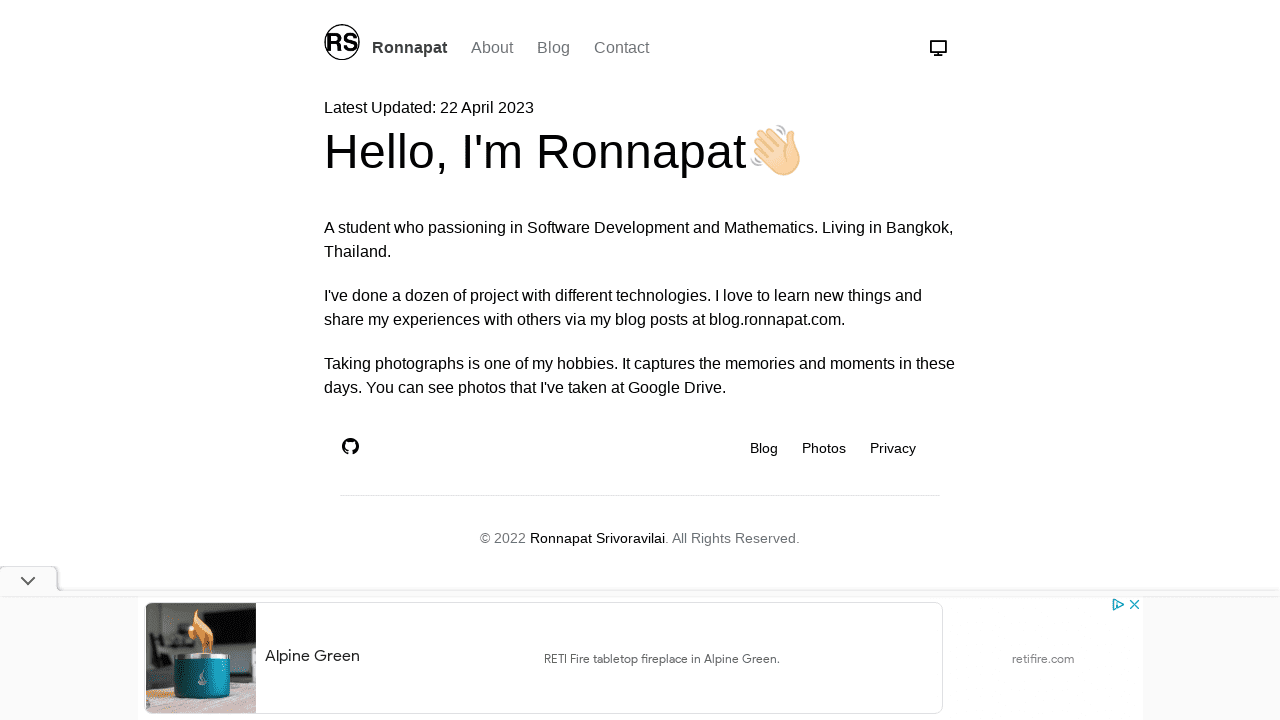 RS Ronnapat About Blog Contact
Latest Updated: 22 April 2023
Hello, I'm Ronnapat👋🏼
A student who passioning in Software Development and Mathematics. Living in Bangkok,
Thailand.
I've done a dozen of project with different technologies. I love to learn new things and
share my experiences with others via my blog posts at blog.ronnapat.com.
Taking photographs is one of my hobbies. It captures the memories and moments in these
days. You can see photos that I've taken at Google Drive.
Blog Photos Privacy
© 2022 Ronnapat Srivoravilai. All Rights Reserved.
Alpine Green
RETI Fire tabletop fireplace in Alpine Green.
retifire.com